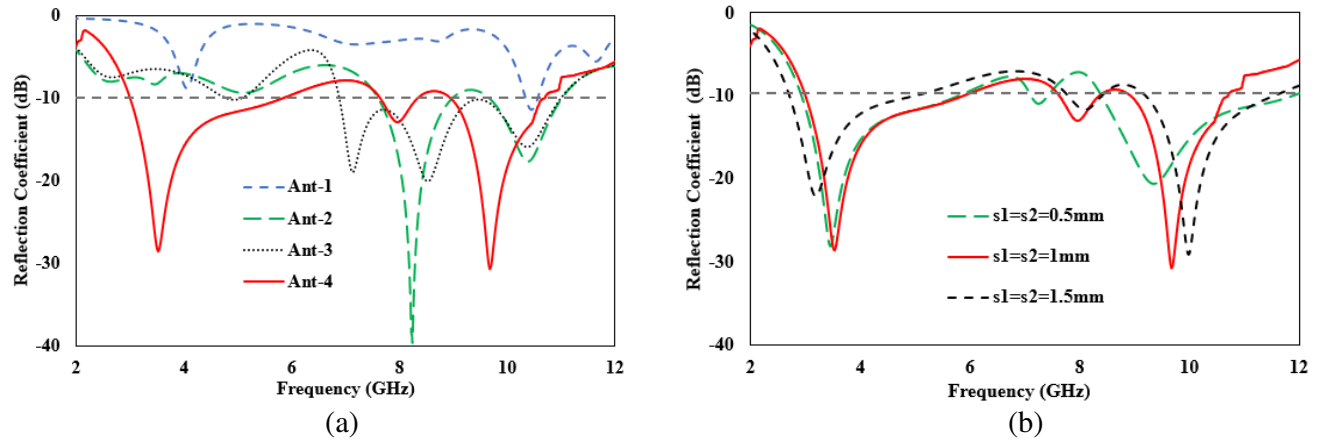 0
-10
-20
-30
-40
Reflection Coefficient (dB)
Ant-1
Ant-2
Ant-3
Ant-4
2 4 6 8 10 12
Frequency (GHz)
(a)
0
-10
-20
-30
-40
Reflection Coefficient (dB)
s1=s2=0.5mm
s1=s2=1mm
s1=s2=1.5mm
2 4 6 8 10 12
Frequency (GHz)
(b)